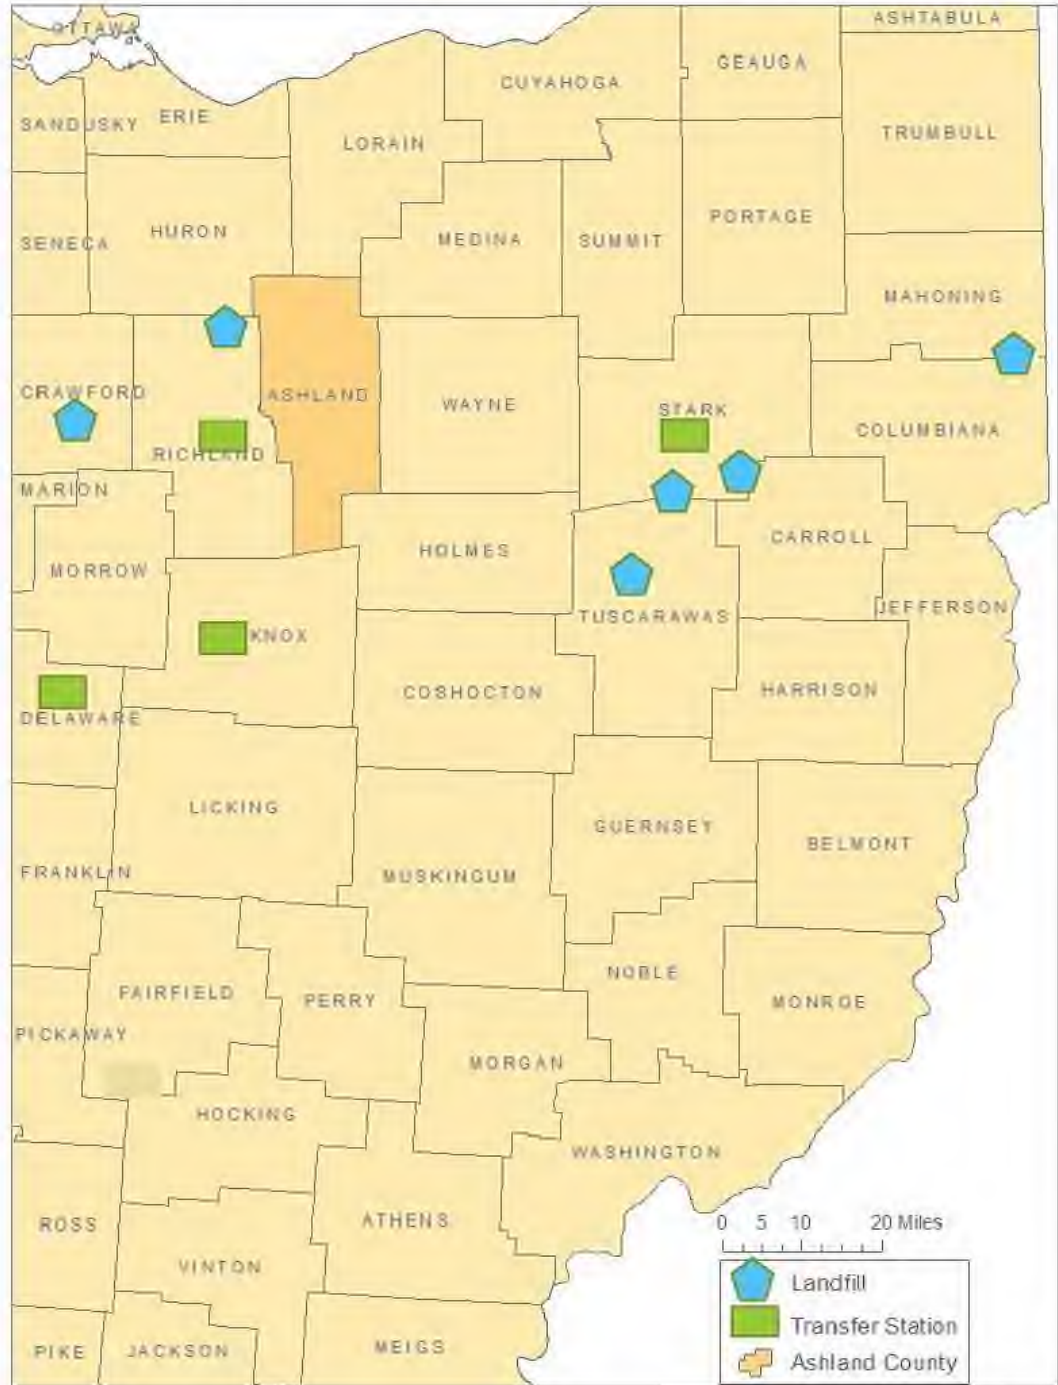 OTTAWA
ASHTABULA
GEAUGA
CUYAHOGA
SANDUSKY
ERIE
TRUMBULL
LORAIN
PORTAGE
HURON
MEDINA
SUMMIT
SENECA
MAHONING
CRAWFORD
ASHLAND
WAYNE
STARK
COLUMBIANA
RICHLAND
MARION
CARROLL
HOLMES
MORROW
JEFFERSON
TUSCARAWAS
KNOX
HARRISON
COSHOCTON
DELAWARE
LICKING
GUERNSEY
BELMONT
FRANKLIN
MUSKINGUM
NOBLE
FAIRFIELD
PERRY
MONROE
PICKAWAY
MORGAN
HOCKING
WASHINGTON
ROSS
ATHENS
0 5 10 20 Miles
VINTON
Landfill
Transfer Station
PIKE
JACKSON
MEIGS
Ashland County